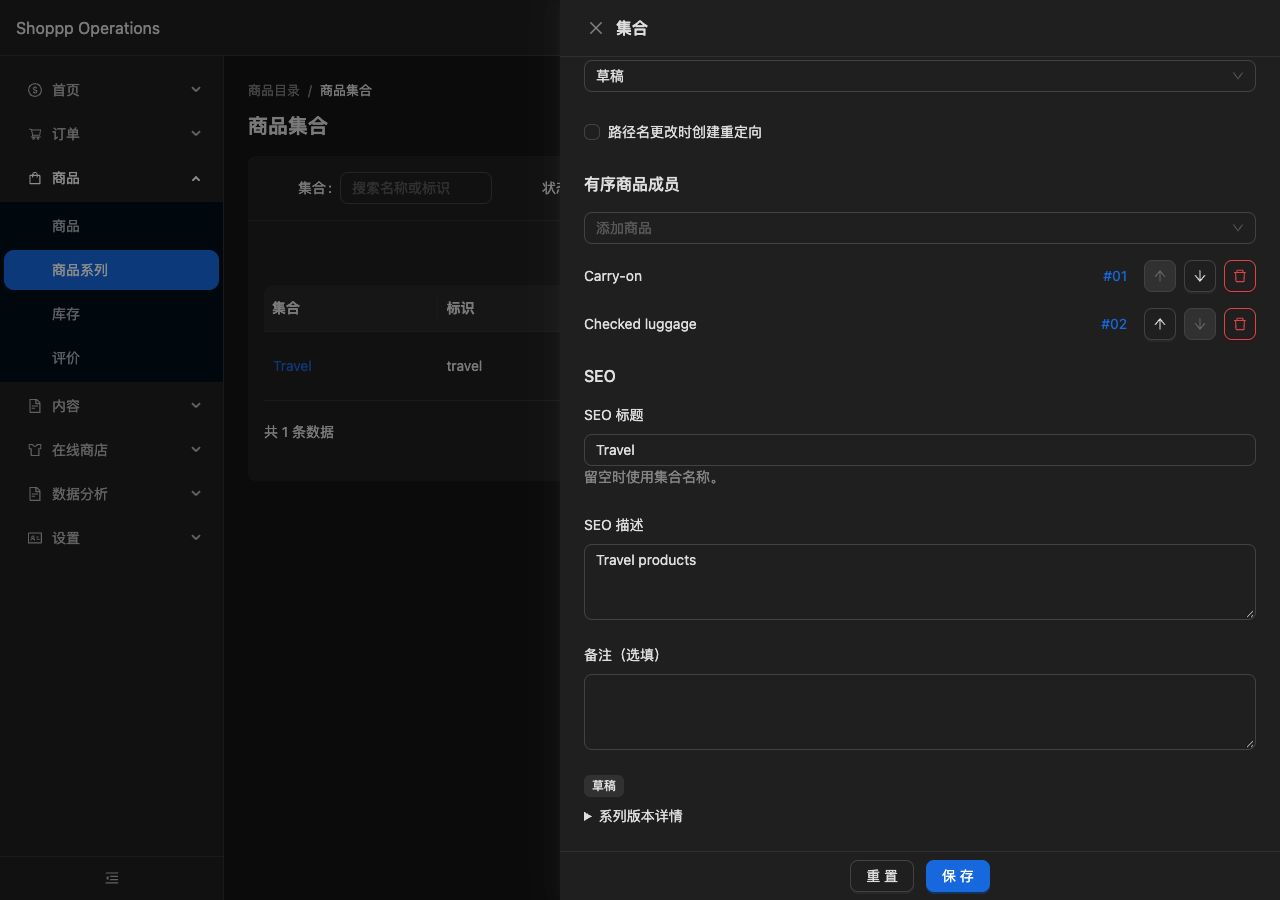 Shoppp Operations
首页
订单
商品
商品
商品系列
库存
评价
内容
在线商店
数据分析
设置
商品目录 / 商品集合
商品集合
集合: 搜索名称或标识
集合 标识
Travel travel
共 1 条数据
集合
草稿
路径名更改时创建重定向
有序商品成员
添加商品
Carry-on #01
Checked luggage #02
SEO
SEO 标题
Travel
留空时使用集合名称。
SEO 描述
Travel products
备注（选填）
草稿
系列版本详情
重 置 保 存